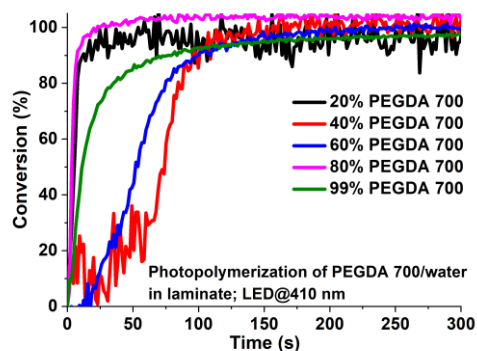 100
80
60
40
20
0
Conversion (%)
20% PEGDA 700
40% PEGDA 700
60% PEGDA 700
80% PEGDA 700
99% PEGDA 700
Photopolymerization of PEGDA 700/water
in laminate; LED@410 nm
0 50 100 150 200 250 300
Time (s)